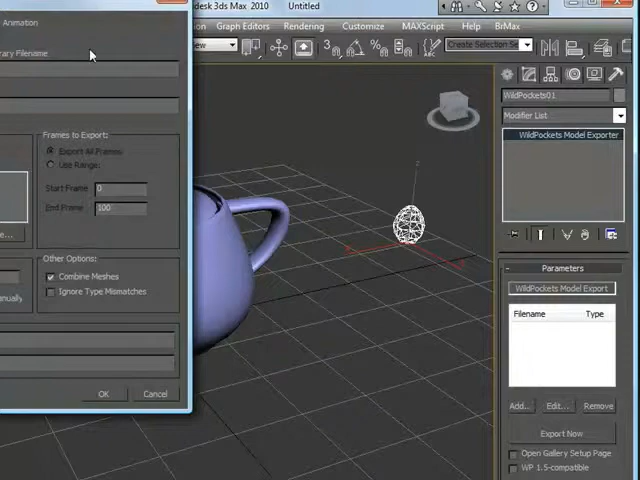 desk 3ds Max 2010 Untitled
Graph Editors Rendering Customize MAXScript Help BrMax
Create Selection Se
Animation
rary Filename
Frames to Export:
Export All Frames
Use Range:
Start Frame 0
End Frame 100
Other Options:
Combine Meshes
Ignore Type Mismatches
anually
OK Cancel
WildPockets01
Modifier List
WildPockets Model Exporter
Parameters
WildPockets Model Export
Filename Type
Add... Edit... Remove
Export Now
Open Gallery Setup Page
WP 1.5-compatible